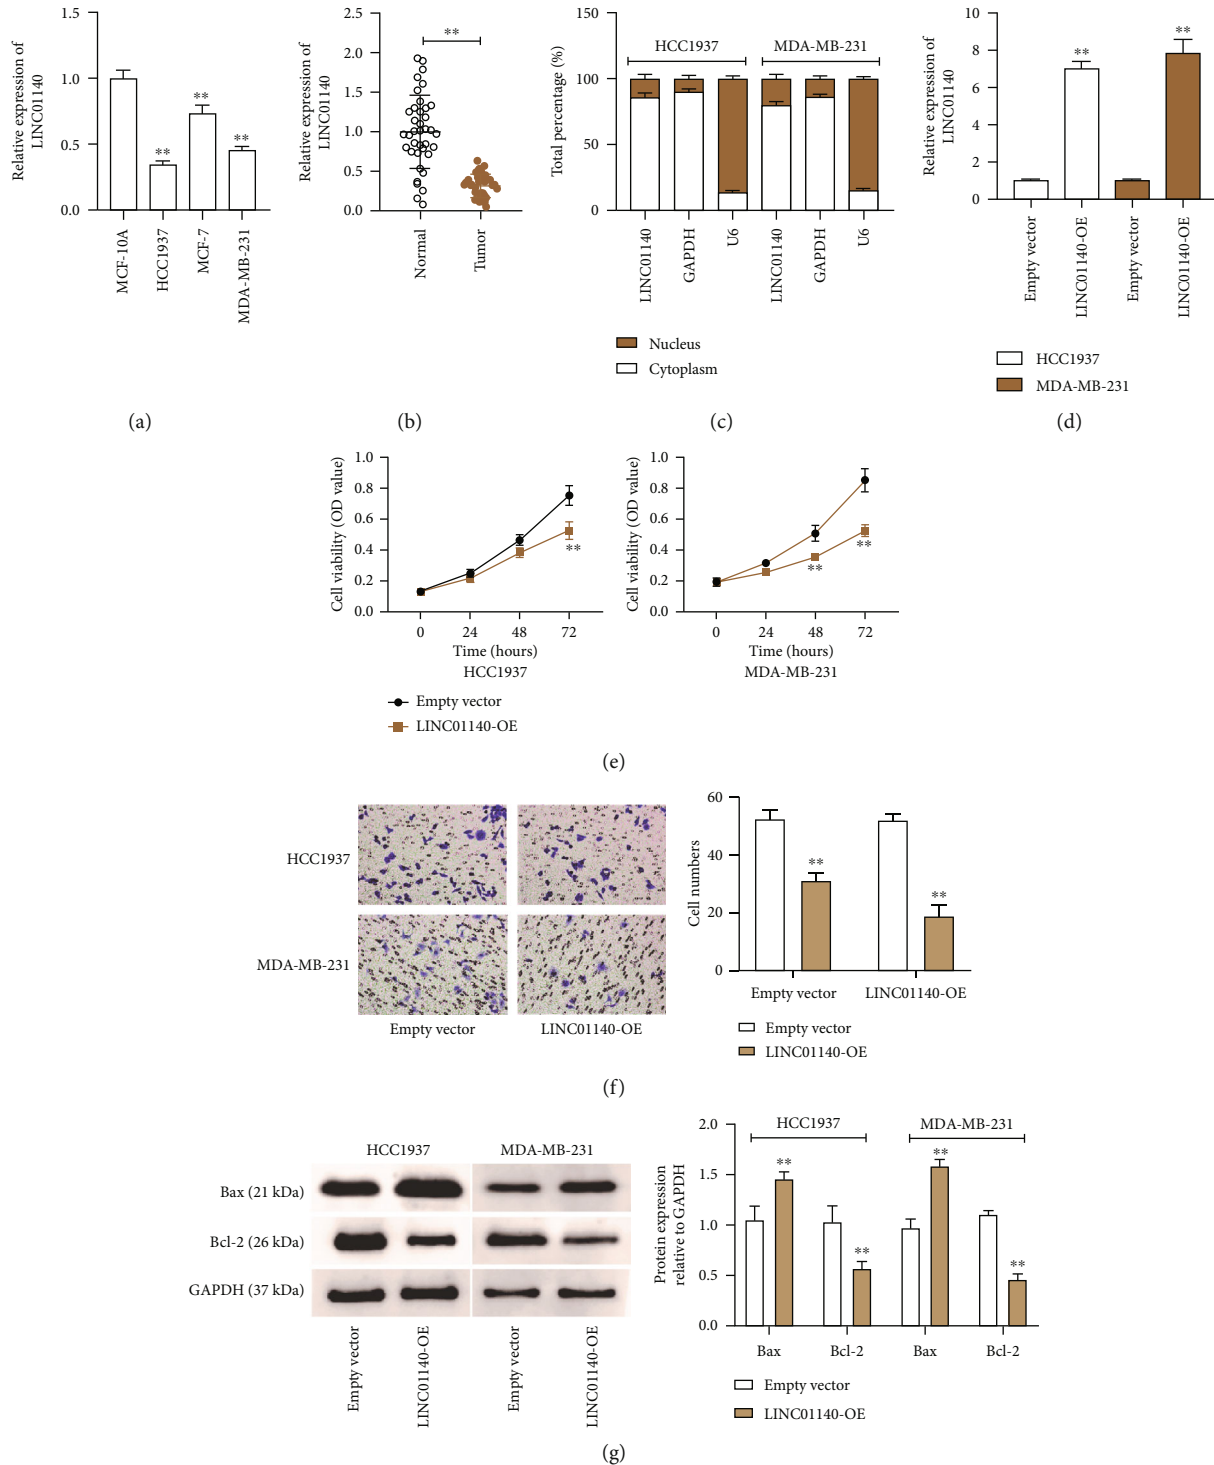 Relative expression of
LINC01140
1.5
1.0
0.5
0.0
**
**
**
MCF-10A
HCC1937
MCF-7
MDA-MB-231
(a)
Relative expression of
LINC01140
2.5
2.0
1.5
1.0
0.5
0.0
**
Normal
Tumor
(b)
Total percentage (%)
150
100
50
0
HCC1937
MDA-MB-231
LINC01140
GAPDH
U6
LINC01140
GAPDH
U6
Nucleus
Cytoplasm
(c)
Relative expression of
LINC01140
10
8
6
4
2
0
**
**
Empty vector
LINC01140-OE
Empty vector
LINC01140-OE
HCC1937
MDA-MB-231
(d)
Cell viability (OD value)
1.0
0.8
0.6
0.4
0.2
0.0
**
0 24 48 72
Time (hours)
HCC1937
Cell viability (OD value)
1.0
0.8
0.6
0.4
0.2
0.0
**
**
0 24 48 72
Time (hours)
MDA-MB-231
Empty vector
LINC01140-OE
(e)
HCC1937
MDA-MB-231
Empty vector
LINC01140-OE
Cell numbers
60
40
20
0
**
**
Empty vector
LINC01140-OE
Empty vector
LINC01140-OE
(f)
HCC1937
MDA-MB-231
Bax (21 kDa)
Bcl-2 (26 kDa)
GAPDH (37 kDa)
Empty vector
LINC01140-OE
Empty vector
LINC01140-OE
Protein expression
relative to GAPDH
2.0
1.5
1.0
0.5
0.0
HCC1937
MDA-MB-231
**
**
**
**
Bax
Bcl-2
Bax
Bcl-2
Empty vector
LINC01140-OE
(g)